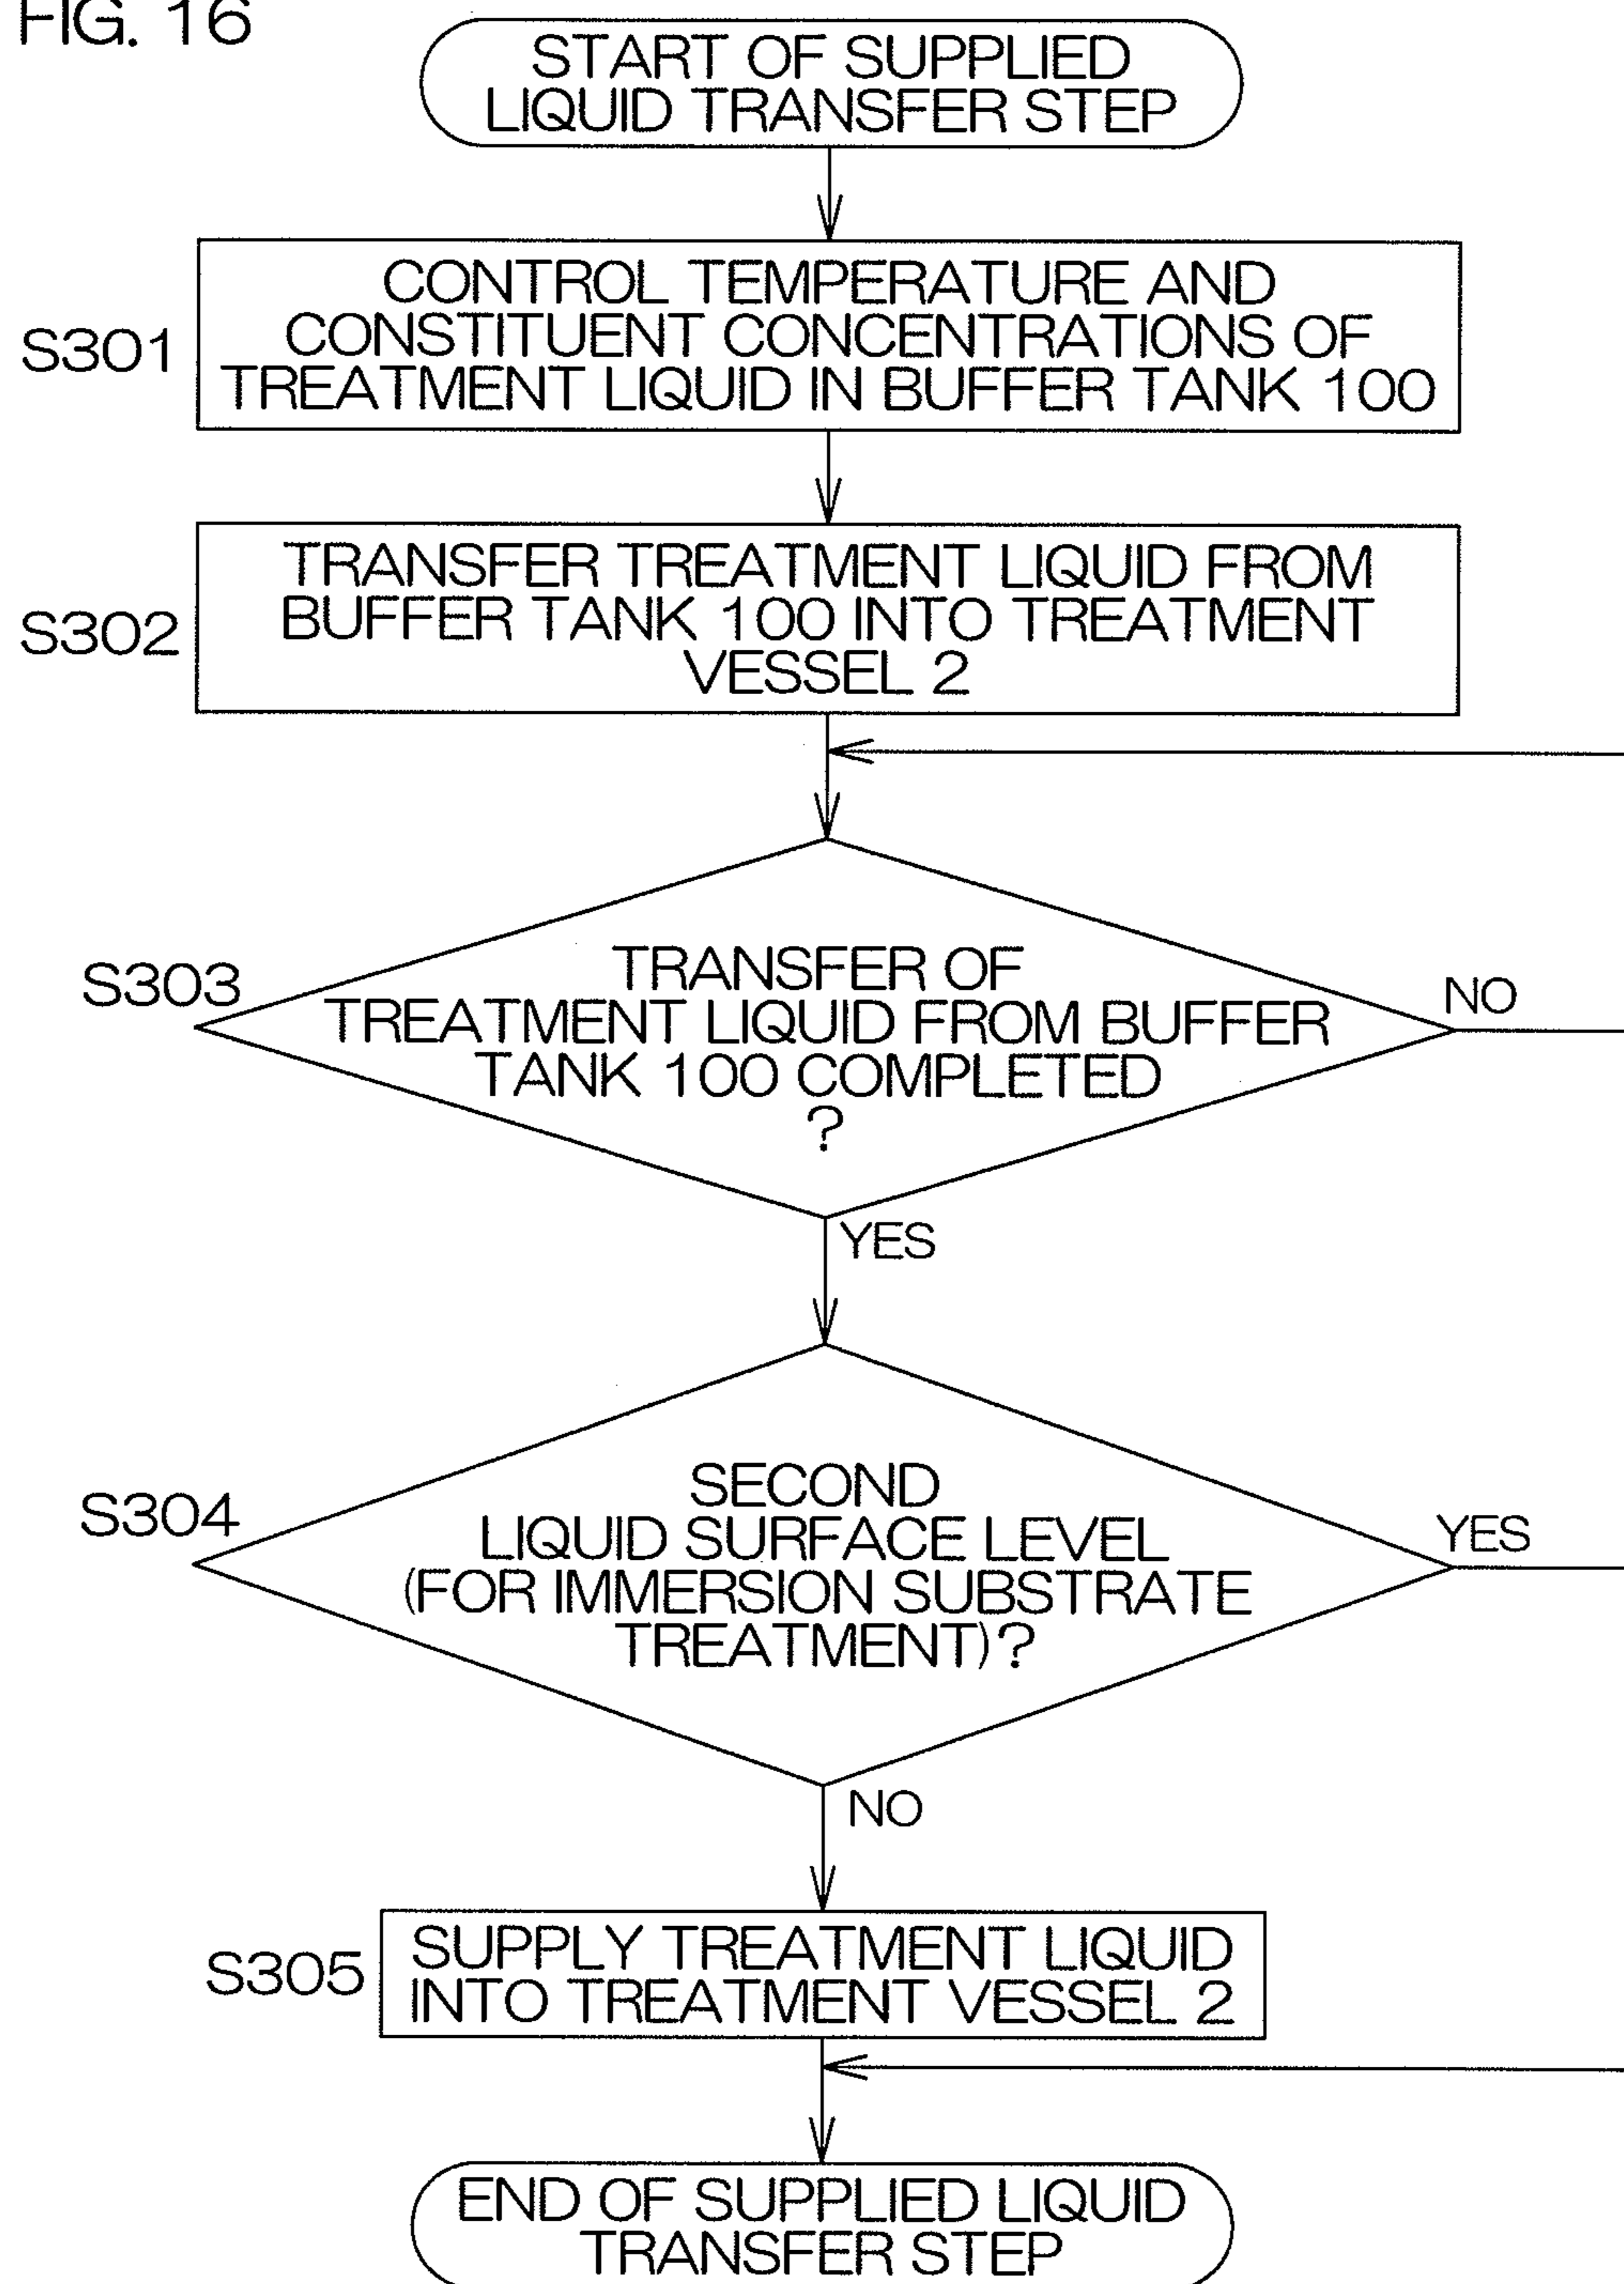 FIG. 16
START OF SUPPLIED
LIQUID TRANSFER STEP
S301
CONTROL TEMPERATURE AND
CONSTITUENT CONCENTRATIONS OF
TREATMENT LIQUID IN BUFFER TANK 100
S302
TRANSFER TREATMENT LIQUID FROM
BUFFER TANK 100 INTO TREATMENT
VESSEL 2
S303
TRANSFER OF
TREATMENT LIQUID FROM BUFFER
TANK 100 COMPLETED
?
NO
YES
S304
SECOND
LIQUID SURFACE LEVEL
(FOR IMMERSION SUBSTRATE
TREATMENT)?
YES
NO
S305
SUPPLY TREATMENT LIQUID
INTO TREATMENT VESSEL 2
END OF SUPPLIED LIQUID
TRANSFER STEP